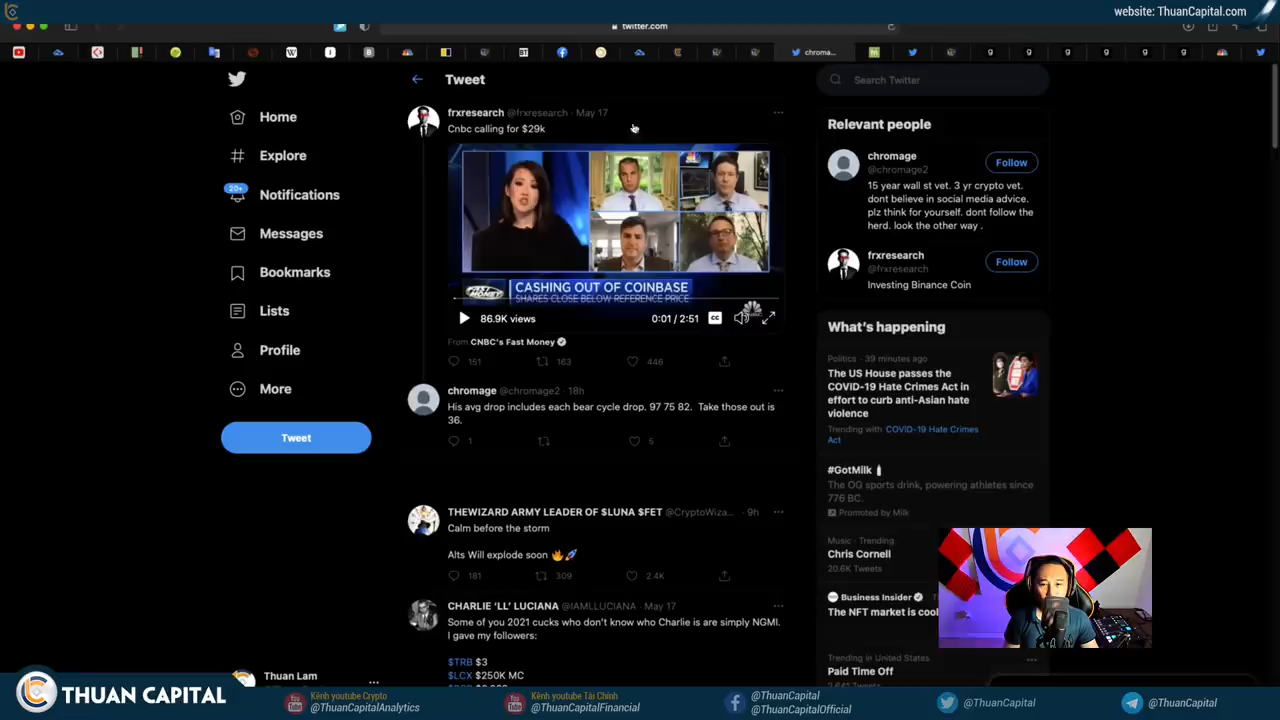 website: ThuanCapital.com
twitter.com
chroma...
Tweet
Search Twitter
frxresearch @frxresearch · May 17
Cnbc calling for $29k
CASHING OUT OF COINBASE
SHARES CLOSE BELOW REFERENCE PRICE
FAST MONEY
86.9K views
0:01 / 2:51
CC
From CNBC's Fast Money
151 163 446
chromage @chromage2 · 18h
His avg drop includes each bear cycle drop. 97 75 82. Take those out is
36.
1 5
THEWIZARD ARMY LEADER OF $LUNA $FET @CryptoWiza... · 9h
Calm before the storm
Alts Will explode soon
181 309 2.4K
CHARLIE 'LL' LUCIANA @IAMLLUCIANA · May 17
Some of you 2021 cucks who don't know who Charlie is are simply NGMI.
I gave my followers:
$TRB $3
$LCX $250K MC
Home
Explore
20+
Notifications
Messages
Bookmarks
Lists
Profile
More
Tweet
Thuan Lam
Relevant people
chromage
@chromage2
Follow
15 year wall st vet. 3 yr crypto vet.
dont believe in social media advice.
plz think for yourself. dont follow the
herd. look the other way .
frxresearch
@frxresearch
Follow
Investing Binance Coin
What's happening
Politics · 39 minutes ago
The US House passes the
COVID-19 Hate Crimes Act in
effort to curb anti-Asian hate
violence
Trending with COVID-19 Hate Crimes
Act
#GotMilk
The OG sports drink, powering athletes since
776 BC.
Promoted by Milk
Music · Trending
Chris Cornell
20.6K Tweets
Business Insider
The NFT market is cool
Trending in United States
Paid Time Off
THUAN CAPITAL
Kênh youtube Crypto
@ThuanCapitalAnalytics
Kênh youtube Tài Chính
@ThuanCapitalFinancial
@ThuanCapital
@ThuanCapitalOfficial
@ThuanCapital
@ThuanCapital